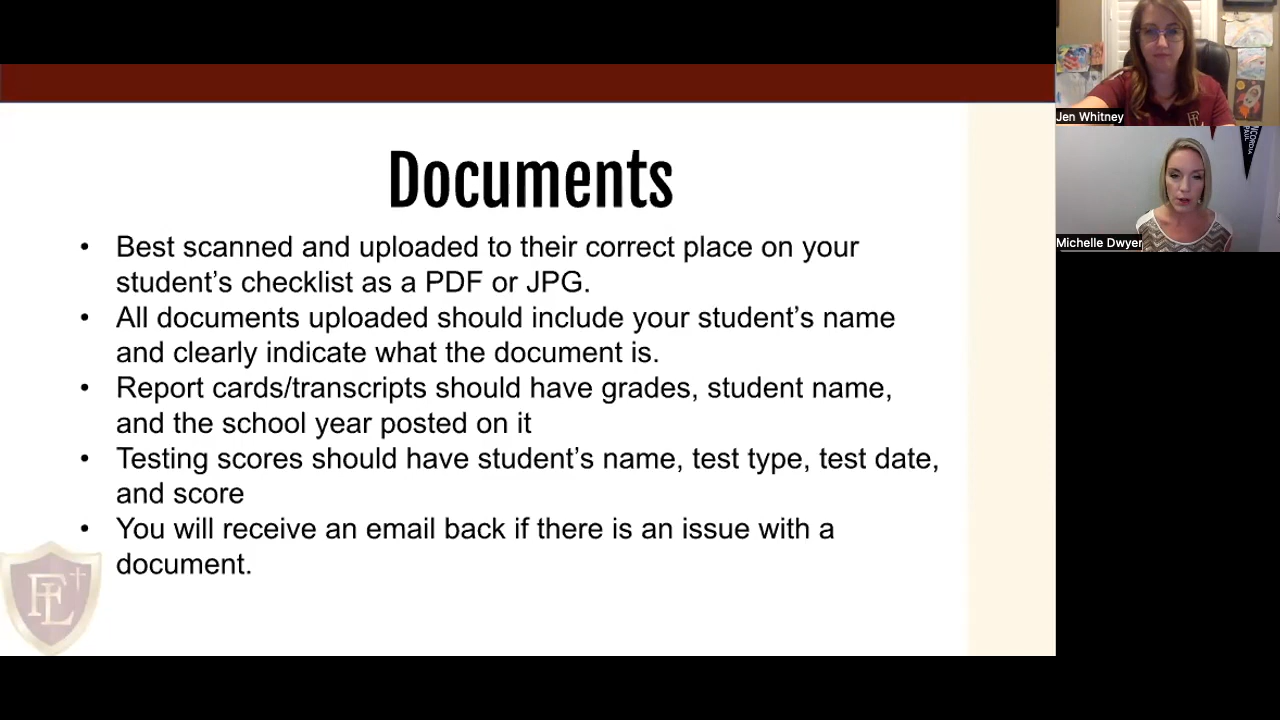 Documents
• Best scanned and uploaded to their correct place on your
student’s checklist as a PDF or JPG.
• All documents uploaded should include your student’s name
and clearly indicate what the document is.
• Report cards/transcripts should have grades, student name,
and the school year posted on it
• Testing scores should have student’s name, test type, test date,
and score
• You will receive an email back if there is an issue with a
document.
FL
Jen Whitney
FL
NCORDIA
PAUL
Michelle Dwyer